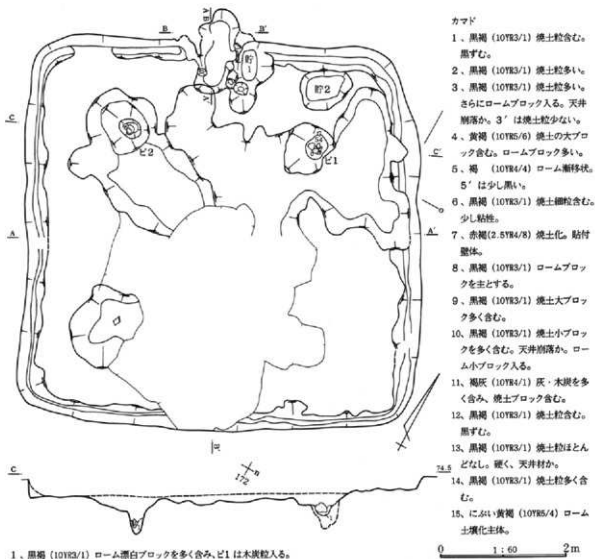 カマド
1、黒褐(10YR3/1)焼土粒含む。
黒ずむ。
2、黒褐(10YR3/1)焼土粒多い。
3、黒褐(10YR3/1)焼土粒多い。
さらにロームブロック入る。天井
崩落か。3′は焼土粒少ない。
4、黄褐(10YR5/6)焼土の大ブロ
ック含む。ロームブロック多い。
5、褐 (10YR4/4)ローム漸移状。
5′は少し黒い。
6、黒褐(10YR3/1)焼土細粒含む。
少し粘性。
7、赤褐(2.5YR4/8)焼土化。貼付
壁体。
8、黒褐(10YR3/1)ロームブロッ
クを主とする。
9、黒褐(10YR3/1)焼土大ブロック
多く含む。
10、黒褐(10YR3/1)焼土小ブロッ
クを多く含む。天井崩落か。ロー
ム小ブロック入る。
11、褐灰(10YR4/1)灰・木炭を多
く含み、焼土ブロック含む。
12、黒褐(10YR3/1)焼土粒含む。
黒ずむ。
13、黒褐(10YR3/1)焼土粒ほとん
どなし。硬く、天井材か。
14、黒褐(10YR3/1)焼土粒多く含
む。
15、にぶい黄褐(10YR5/4)ローム
土壌化主体。
A
B
B
B′
貯1
貯2
C
C′
A′
ピ2
ピ1
A
A′
B′
n
172
C
74.5
1、黒褐(10YR3/1)ローム漂白ブロックを多く含み、ピ1は木炭粒入る。
0 1:60 2m